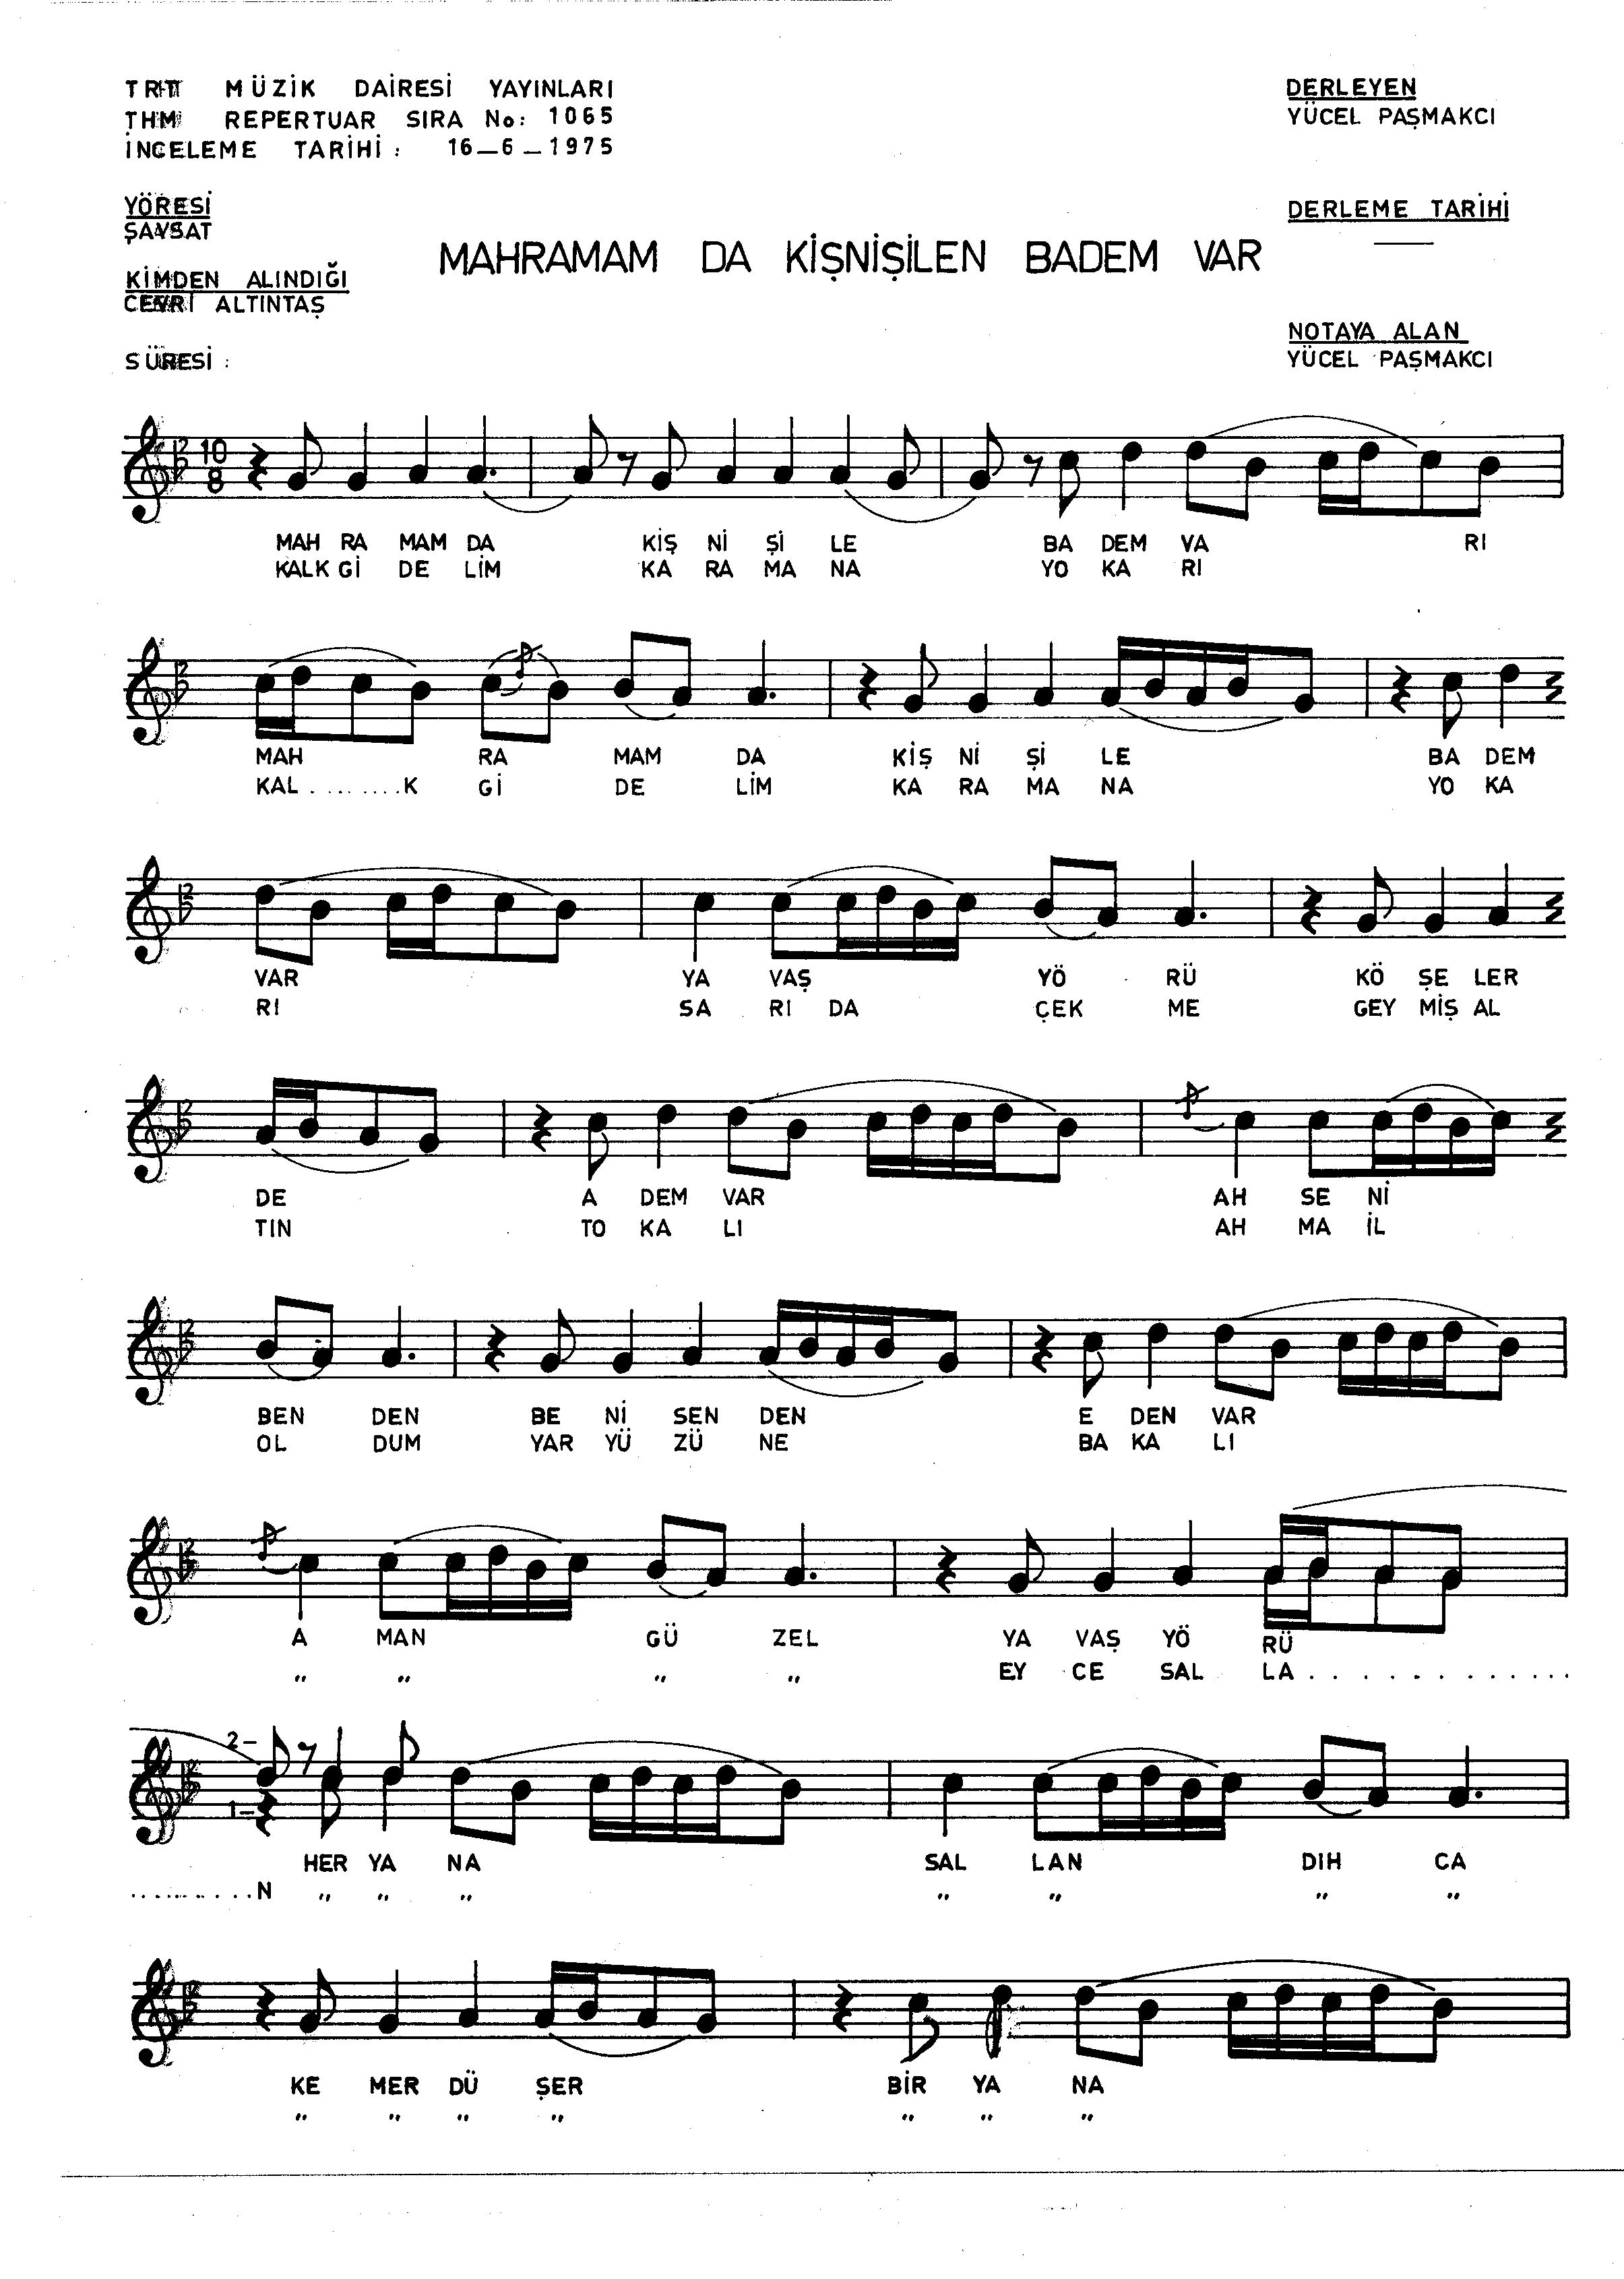 TRT MÜZİK DAİRESİ YAYINLARI
THM REPERTUAR SIRA No: 1065
İNCELEME TARİHİ : 16_6_1975
DERLEYEN
YÜCEL PAŞMAKCI
YÖRESİ
ŞAVŞAT
DERLEME TARİHİ
MAHRAMAM DA KİŞNİŞİLEN BADEM VAR
KİMDEN ALINDIĞI
CEVRİ ALTINTAŞ
NOTAYA ALAN
YÜCEL PAŞMAKCI
SÜRESİ :
10
8
MAH RA MAM DA KİŞ Nİ Şİ LE BA DEM VA RI
KALK Gİ DE LİM KA RA MA NA YO KA RI
MAH RA MAM DA KİŞ Nİ Şİ LE BA DEM
KAL . . . . . . . . K Gİ DE LİM KA RA MA NA YO KA
VAR YA VAŞ YÖ RÜ KÖ ŞE LER
RI SA RI DA ÇEK ME GEY MİŞ AL
DE A DEM VAR AH SE Nİ
TIN TO KA LI AH MA İL
BEN DEN BE Nİ SEN DEN E DEN VAR
OL DUM YAR YÜ ZÜ NE BA KA LI
A MAN GÜ ZEL YA VAŞ YÖ RÜ
" " " " EY CE SAL LA . . . . . . . . . . .
2–
1–
HER YA NA SAL LAN DIH CA
. . . . . . . . . . N " " " " " " "
KE MER DÜ ŞER BİR YA NA
" " " " " " "